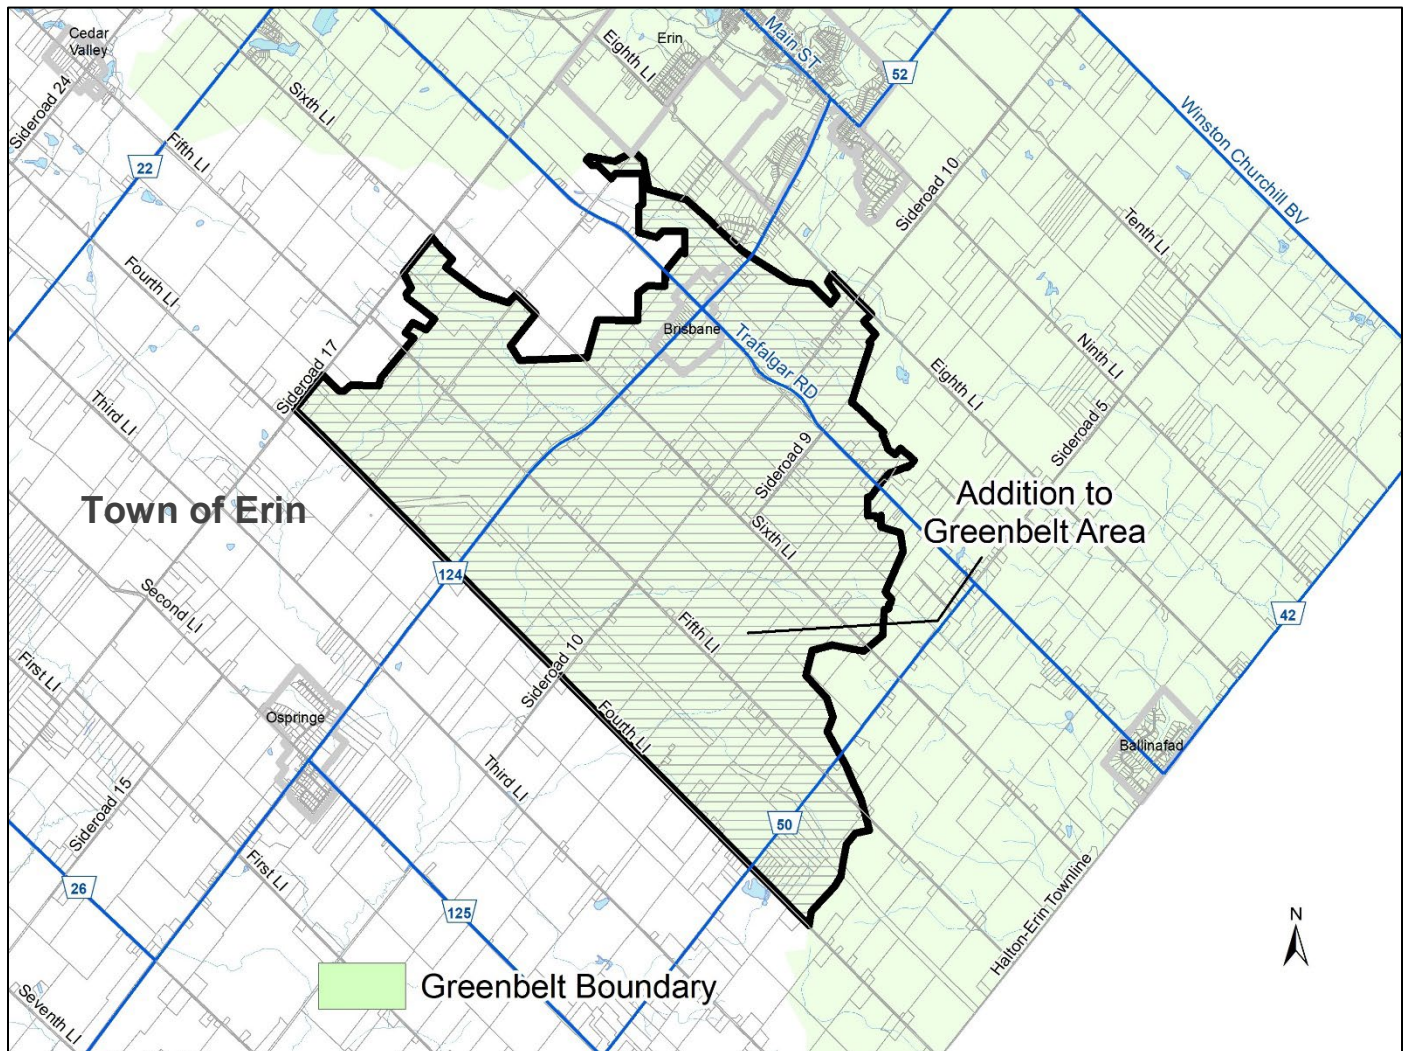 Cedar
Valley
Erin
Main ST
52
Eighth LI
Sideroad 24
Sixth LI
Winston Churchill BV
22
Fifth LI
Sideroad 10
Tenth LI
Fourth LI
Brisbane
Trafalgar RD
Ninth LI
Sideroad 17
Eighth LI
Third LI
Sideroad 5
Sideroad 9
Town of Erin
Addition to
Greenbelt Area
Sixth LI
124
Second LI
42
Fifth LI
First LI
Sideroad 10
Ospringe
Fourth LI
Ballinafad
Third LI
Sideroad 15
50
First LI
26
125
Halton-Erin Townline
N
Greenbelt Boundary
Seventh LI